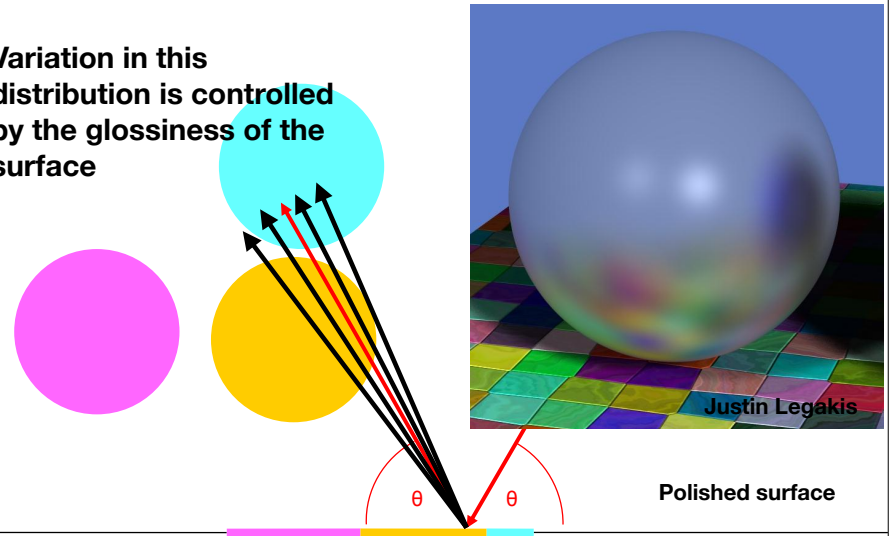 Variation in this
distribution is controlled
by the glossiness of the
surface
Justin Legakis
θ
θ
Polished surface